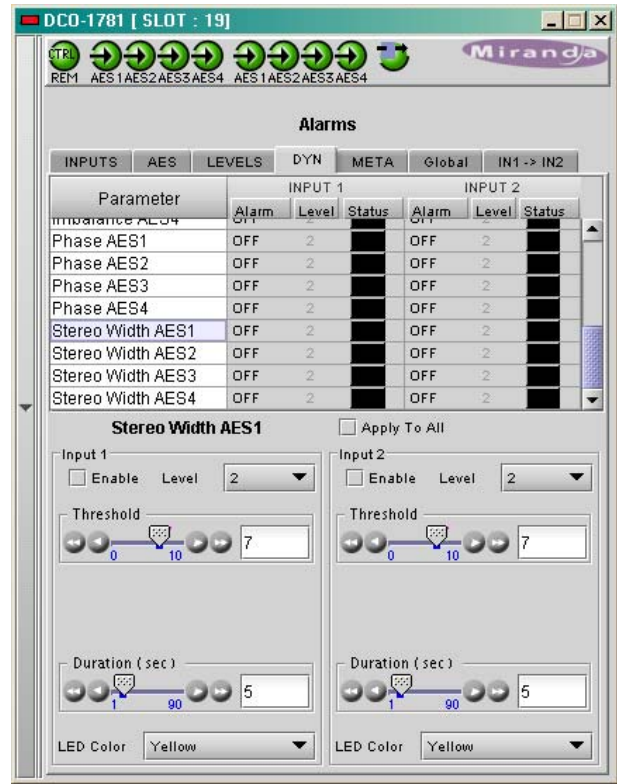 DCO-1781 [ SLOT : 19]
CTRL
Miranda
REM AES1 AES2 AES3 AES4 AES1 AES2 AES3 AES4
Alarms
INPUTS AES LEVELS DYN META Global IN1 -> IN2
Parameter INPUT 1 INPUT 2
Alarm Level Status Alarm Level Status
Imbalance AES4 OFF 2 OFF 2
Phase AES1 OFF 2 OFF 2
Phase AES2 OFF 2 OFF 2
Phase AES3 OFF 2 OFF 2
Phase AES4 OFF 2 OFF 2
Stereo Width AES1 OFF 2 OFF 2
Stereo Width AES2 OFF 2 OFF 2
Stereo Width AES3 OFF 2 OFF 2
Stereo Width AES4 OFF 2 OFF 2
Stereo Width AES1 Apply To All
Input 1 Input 2
Enable Level 2 Enable Level 2
Threshold Threshold
7 7
0 10 0 10
Duration ( sec ) Duration ( sec )
5 5
1 90 1 90
LED Color Yellow LED Color Yellow